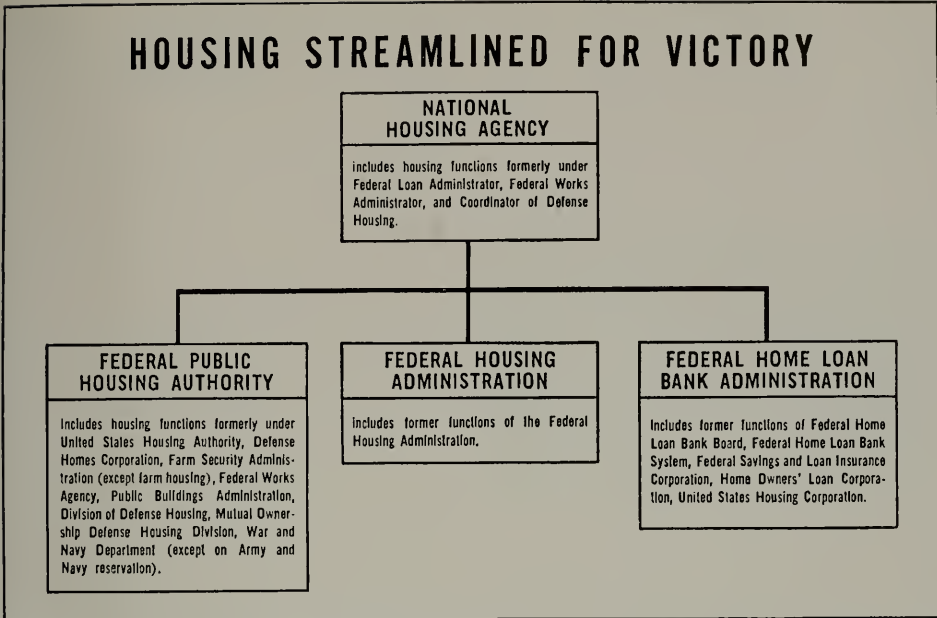 HOUSING STREAMLINED FOR VICTORY
NATIONAL
HOUSING AGENCY
includes housing functions formerly under
Federal Loan Administrator, Federal Works
Administrator, and Coordinator of Defense
Housing.
FEDERAL PUBLIC
HOUSING AUTHORITY
Includes housing functions formerly under
United States Housing Authority, Defense
Homes Corporation, Farm Security Adminis-
tration (except farm housing), Federal Works
Agency, Public Buildings Administration,
Division of Defense Housing, Mutual Owner-
ship Defense Housing Division, War and
Navy Department (except on Army and
Navy reservation).
FEDERAL HOUSING
ADMINISTRATION
includes former functions of the Federal
Housing Administration.
FEDERAL HOME LOAN
BANK ADMINISTRATION
Includes former functions of Federal Home
Loan Bank Board, Federal Home Loan Bank
System, Federal Savings and Loan Insurance
Corporation, Home Owners' Loan Corpora-
tion, United States Housing Corporation.